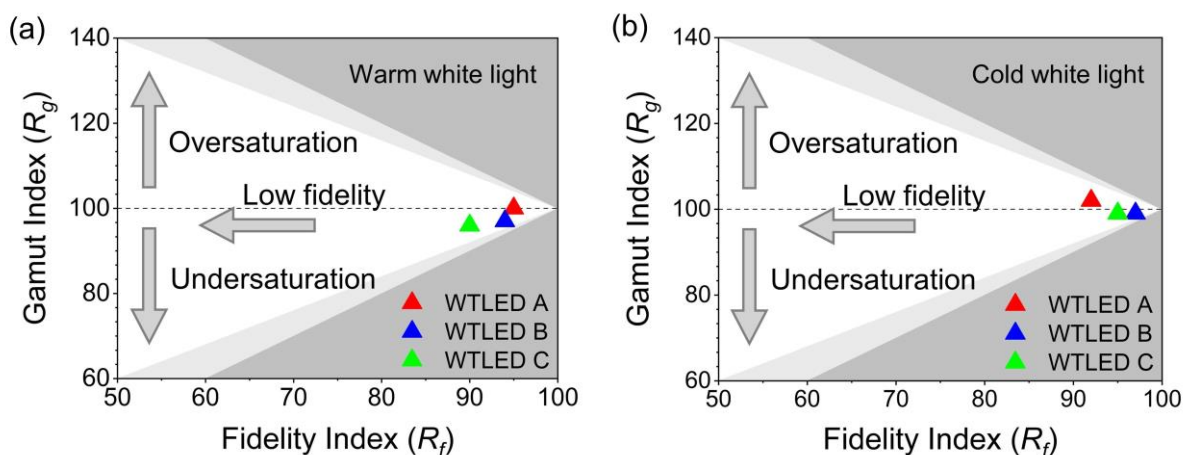 (a)
140
120
100
80
60
Gamut Index (Rg)
Warm white light
Oversaturation
Low fidelity
Undersaturation
WTLED A
WTLED B
WTLED C
50 60 70 80 90 100
Fidelity Index (Rf)
(b)
140
120
100
80
60
Gamut Index (Rg)
Cold white light
Oversaturation
Low fidelity
Undersaturation
WTLED A
WTLED B
WTLED C
50 60 70 80 90 100
Fidelity Index (Rf)